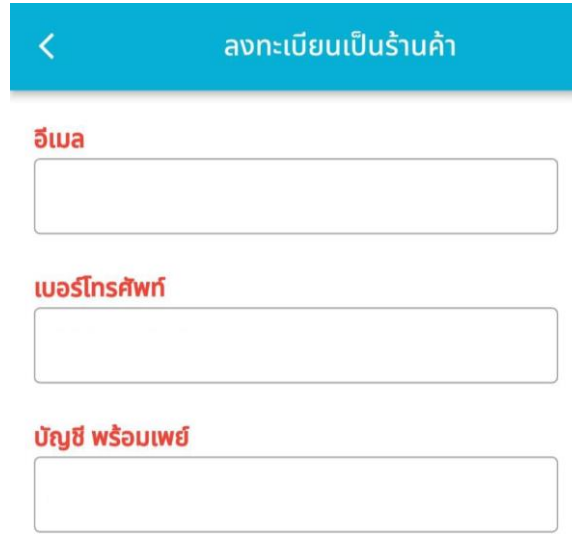 ลงทะเบียนเป็นร้านค้า
อีเมล
เบอร์โทรศัพท์
บัญชี พร้อมเพย์